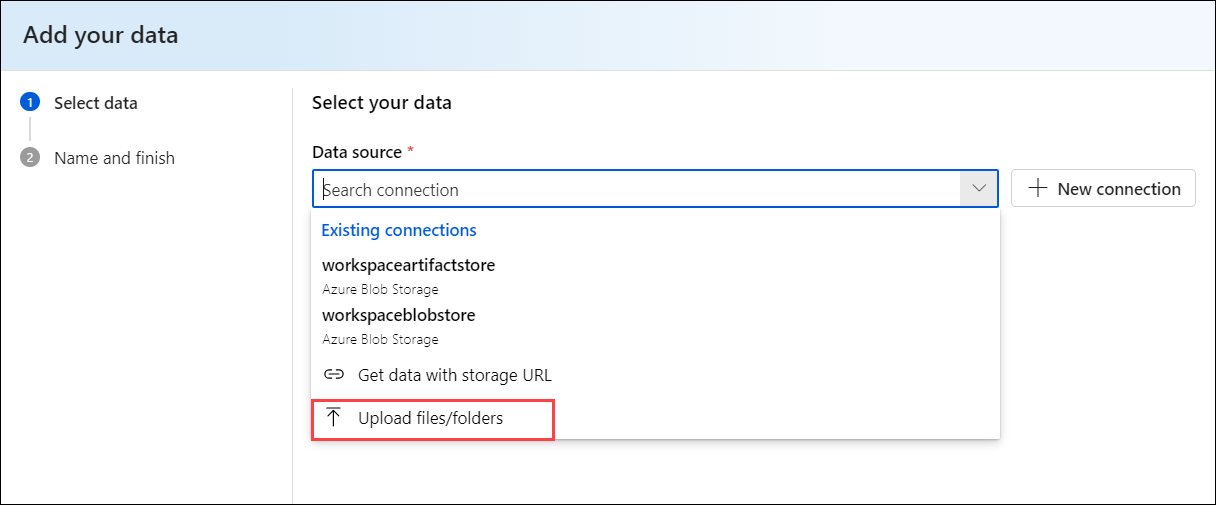 Add your data
1 Select data
2 Name and finish
Select your data
Data source *
Search connection
New connection
Existing connections
workspaceartifactstore
Azure Blob Storage
workspaceblobstore
Azure Blob Storage
Get data with storage URL
Upload files/folders